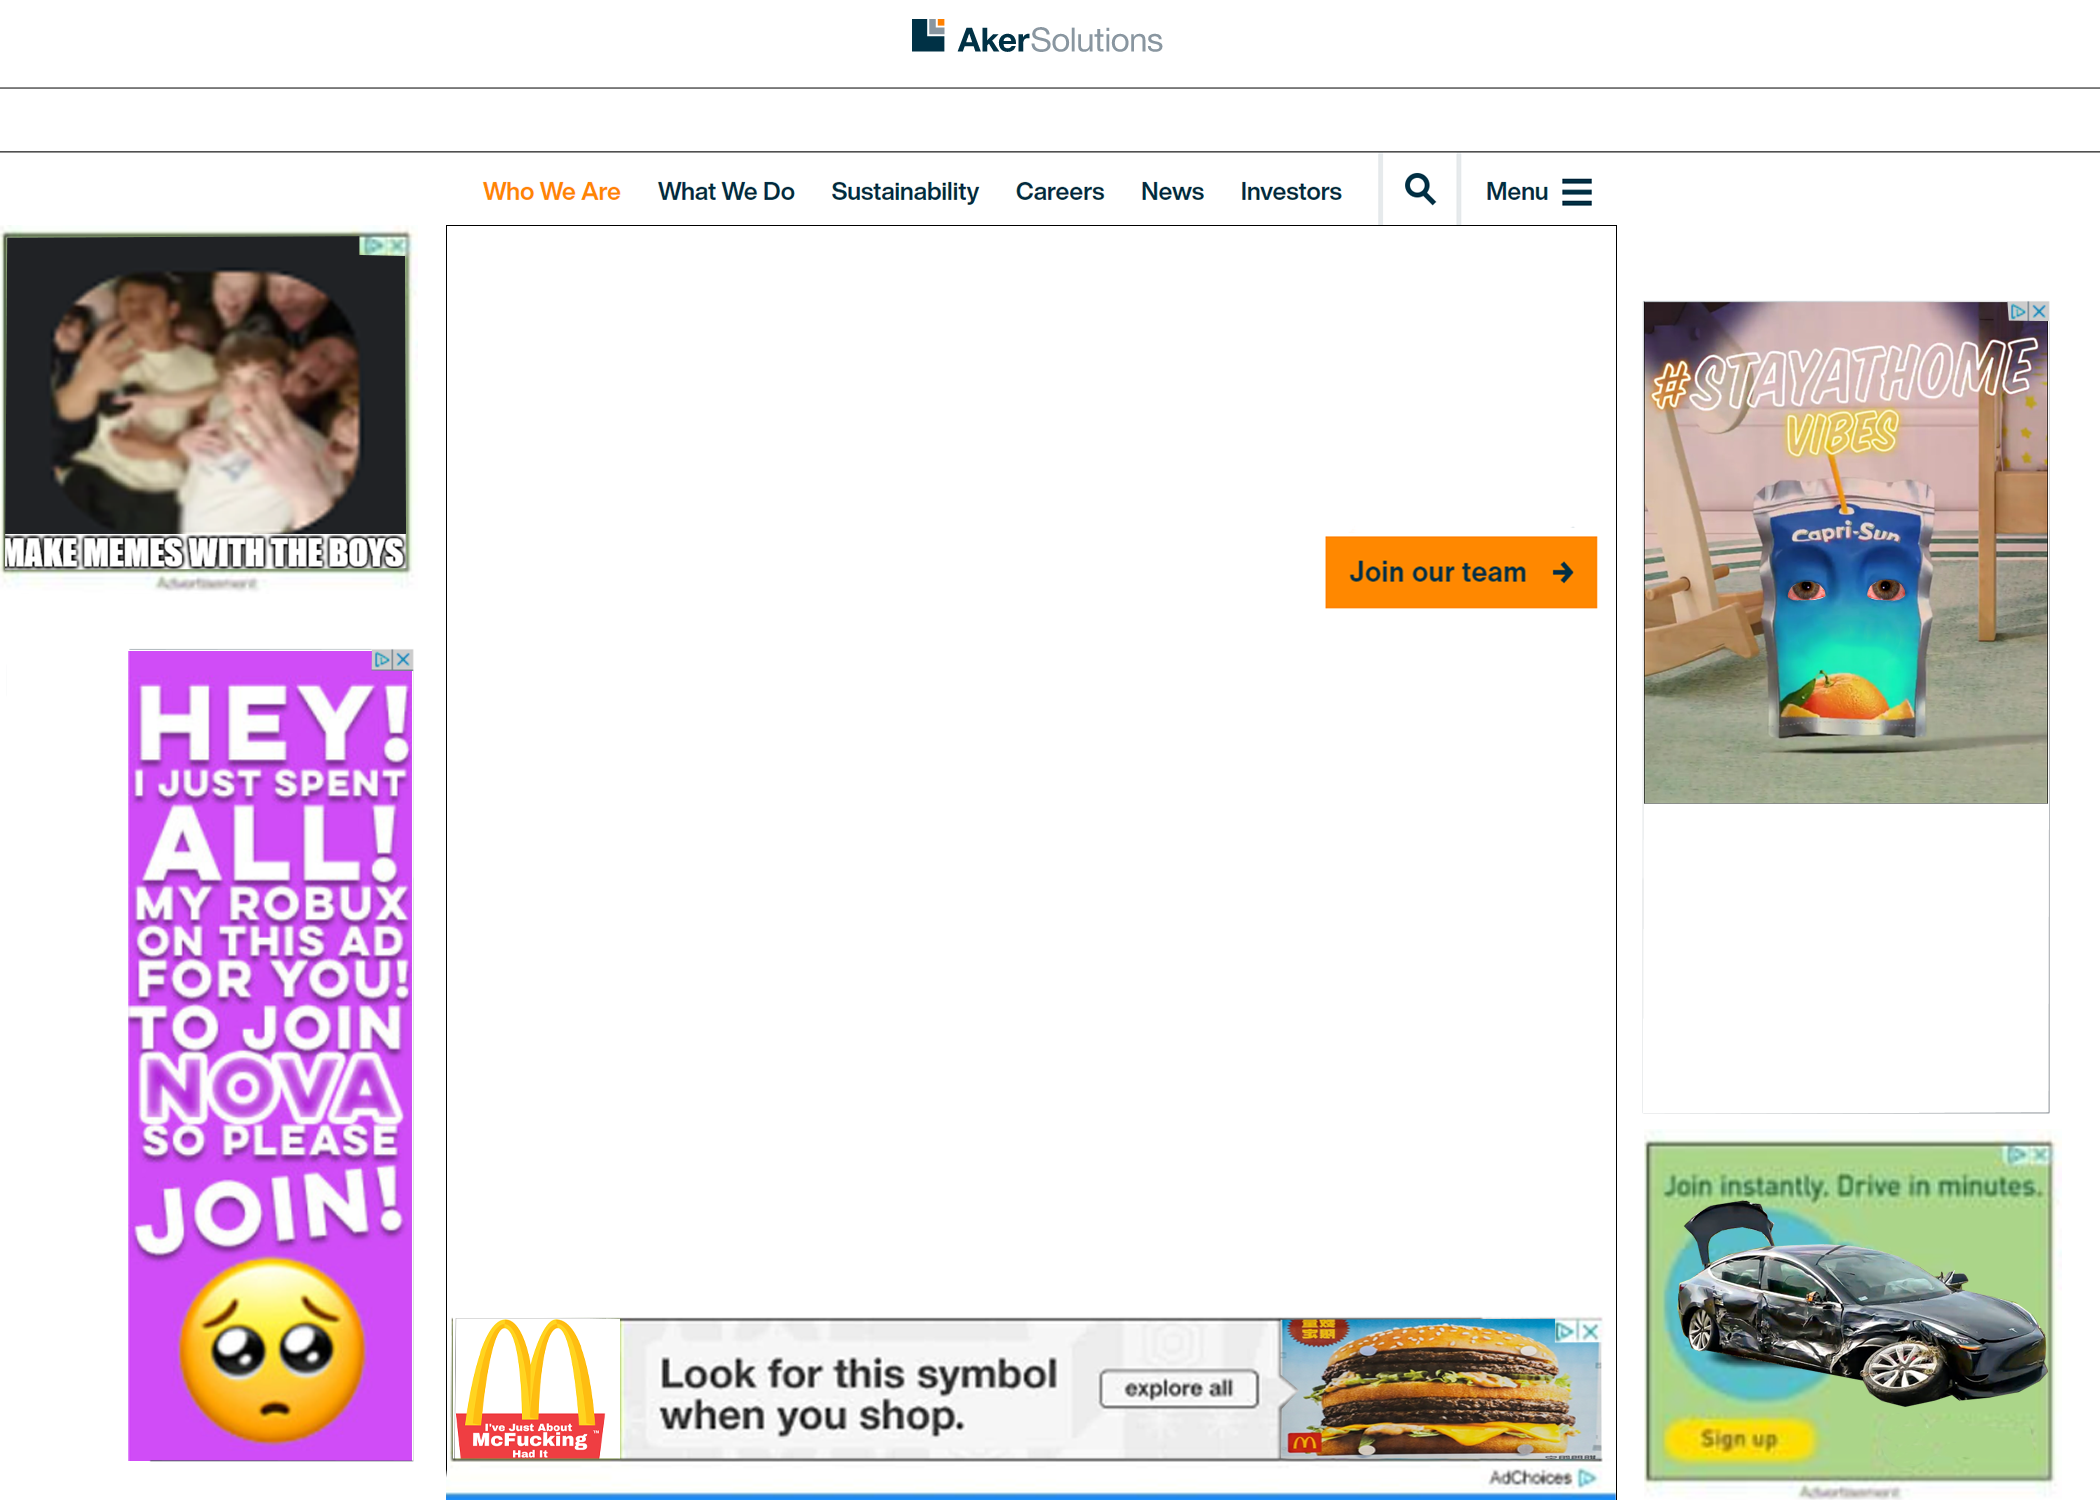 AkerSolutions
Who We Are What We Do Sustainability Careers News Investors Menu
MAKE MEMES WITH THE BOYS
Advertisement
HEY!
I JUST SPENT
ALL!
MY ROBUX
ON THIS AD
FOR YOU!
TO JOIN
NOVA
SO PLEASE
JOIN!
Join our team
#STAYATHOME
VIBES
Capri-Sun
I've Just About
McFucking
Had It
Look for this symbol
when you shop.
explore all
AdChoices
Join instantly. Drive in minutes.
Sign up
Advertisement